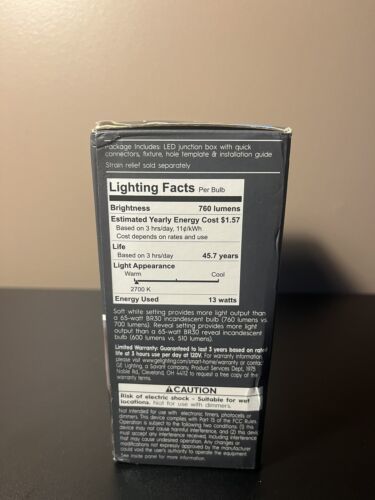 Package Includes: LED junction box with quick
connectors, fixture, hole template & installation guide
Strain relief sold separately
Lighting Facts Per Bulb
Brightness 760 lumens
Estimated Yearly Energy Cost $1.57
Based on 3 hrs/day, 11¢/kWh
Cost depends on rates and use
Life
Based on 3 hrs/day 45.7 years
Light Appearance
Warm Cool
2700 K
Energy Used 13 watts
Soft white setting provides more light output than
a 65-watt BR30 incandescent bulb (760 lumens vs.
700 lumens). Reveal setting provides more light
output than a 65-watt BR30 reveal incandescent
bulb (600 lumens vs. 510 lumens).
Limited Warranty: Guaranteed to last 3 years based on rated
life at 3 hours use per day at 120V. For warranty information
please visit www.gelighting.com/smart-home/warranty or contact
GE Lighting, a Savant company, Product Services Dept, 1975
Noble Rd, Cleveland, OH 44112 to request a free copy of the
warranty terms.
⚠CAUTION
Risk of electric shock – Suitable for wet
locations. Not for use with dimmers.
Not intended for use with electronic timers, photocells or
dimmers. This device complies with Part 15 of the FCC Rules.
Operation is subject to the following two conditions: (1) this
device may not cause harmful interference, and (2) this device
must accept any interference received, including interference
that may cause undesired operation. Any changes or
modifications not expressly approved by the manufacturer
could void the user's authority to operate the equipment.
See inside panel for more information.